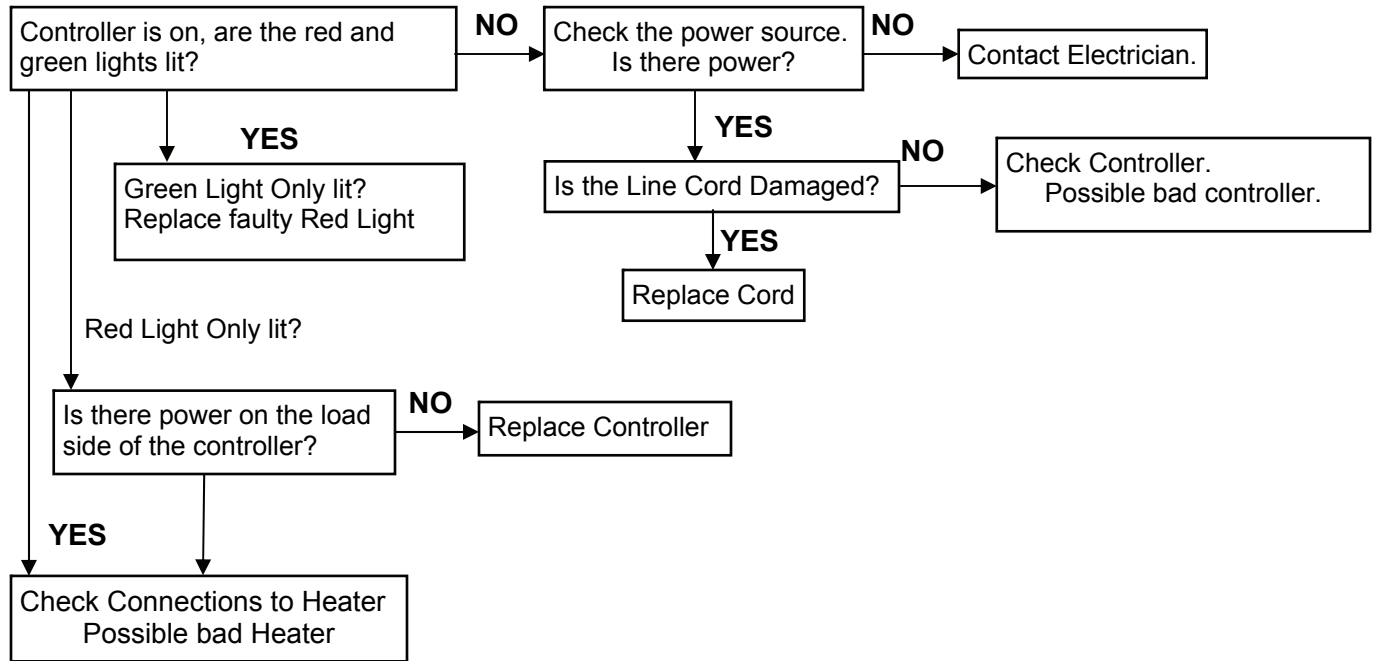 Controller is on, are the red and
green lights lit?
NO
Check the power source.
Is there power?
NO
Contact Electrician.
YES
Green Light Only lit?
Replace faulty Red Light
YES
Is the Line Cord Damaged?
NO
Check Controller.
Possible bad controller.
YES
Replace Cord
Red Light Only lit?
Is there power on the load
side of the controller?
NO
Replace Controller
YES
Check Connections to Heater
Possible bad Heater